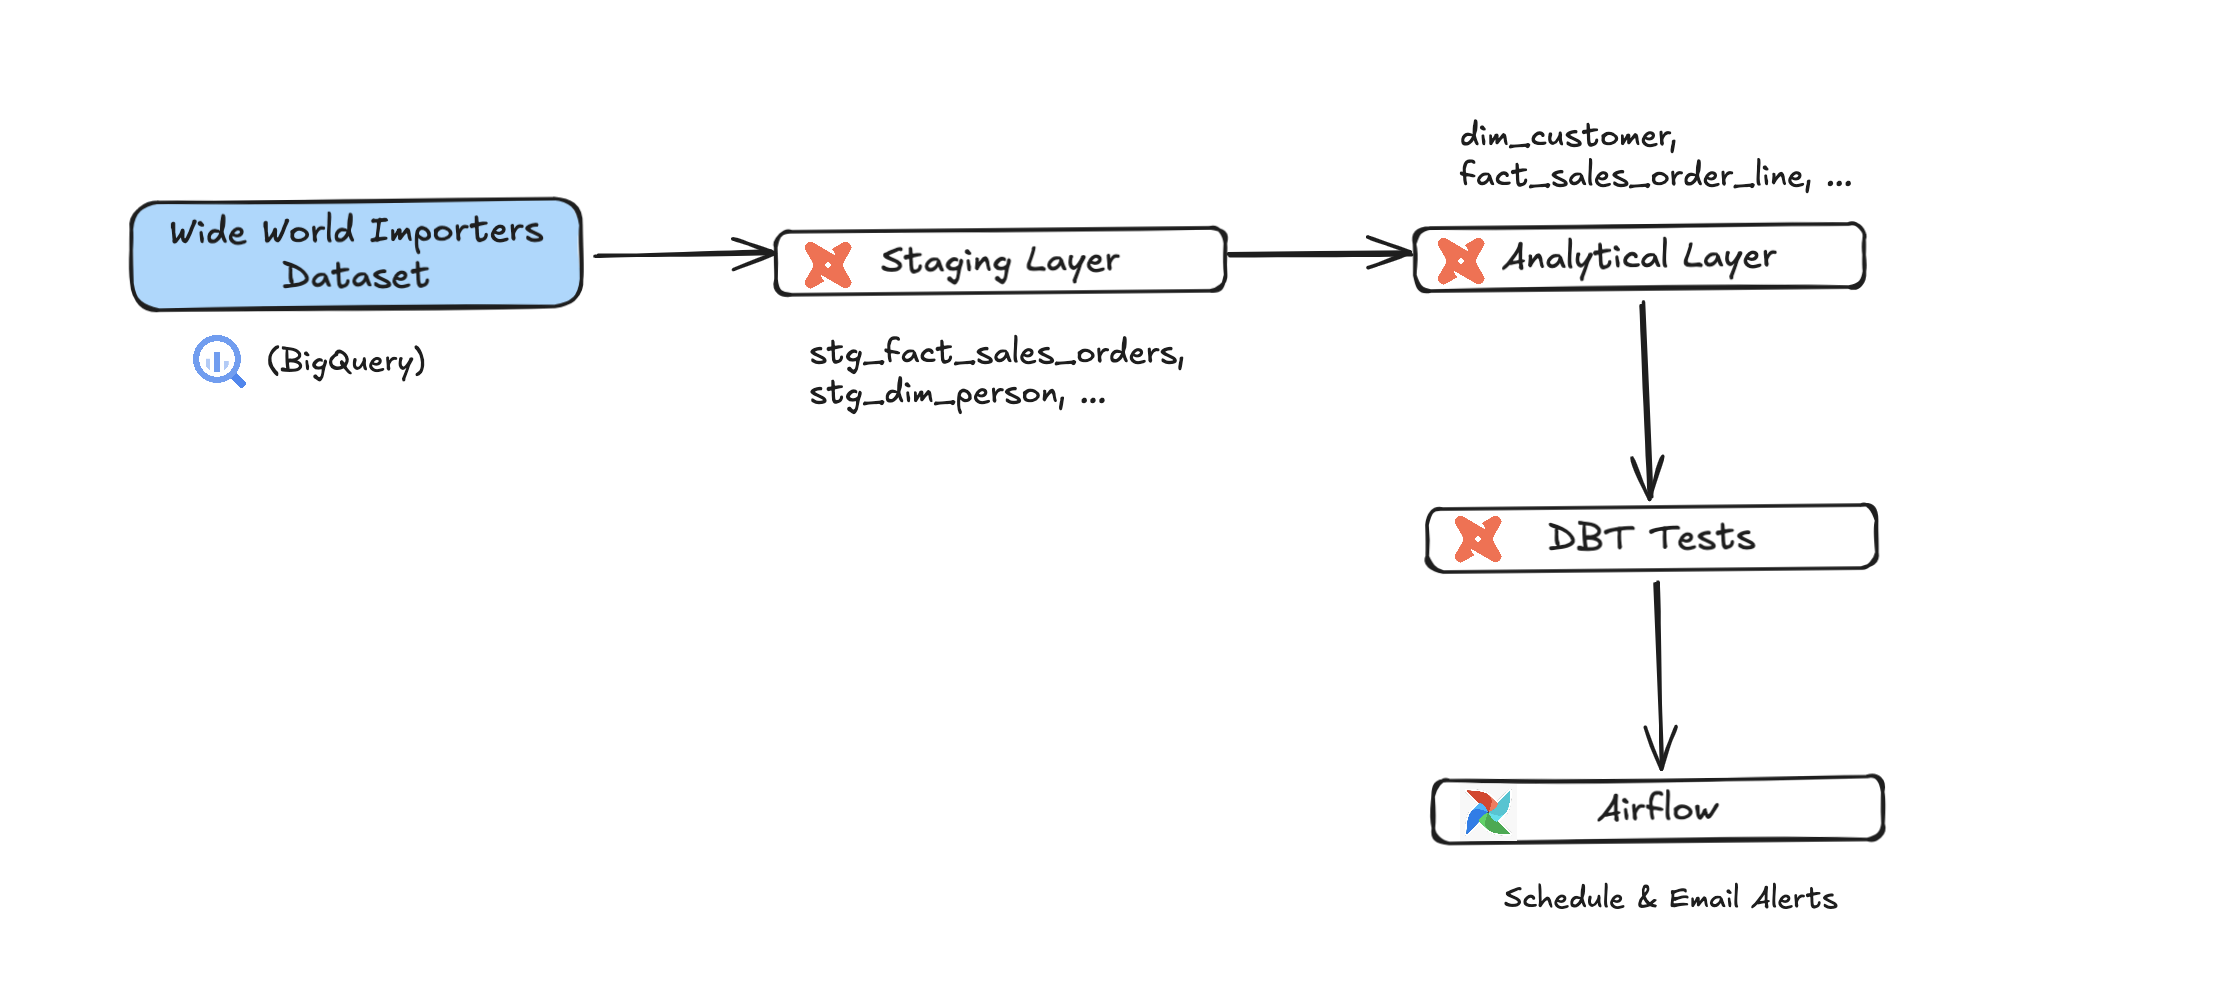 Wide World Importers
Dataset
(BigQuery)
Staging Layer
stg_fact_sales_orders,
stg_dim_person, ...
dim_customer,
fact_sales_order_line, ...
Analytical Layer
DBT Tests
Airflow
Schedule & Email Alerts